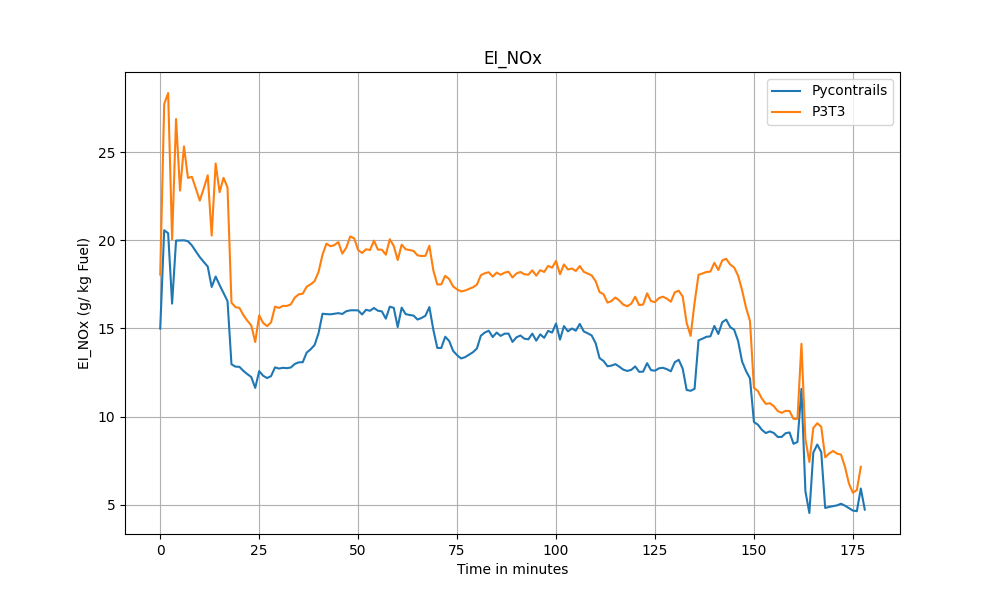 EI_NOx
Pycontrails
P3T3
EI_NOx (g/ kg Fuel)
25
20
15
10
5
0 25 50 75 100 125 150 175
Time in minutes